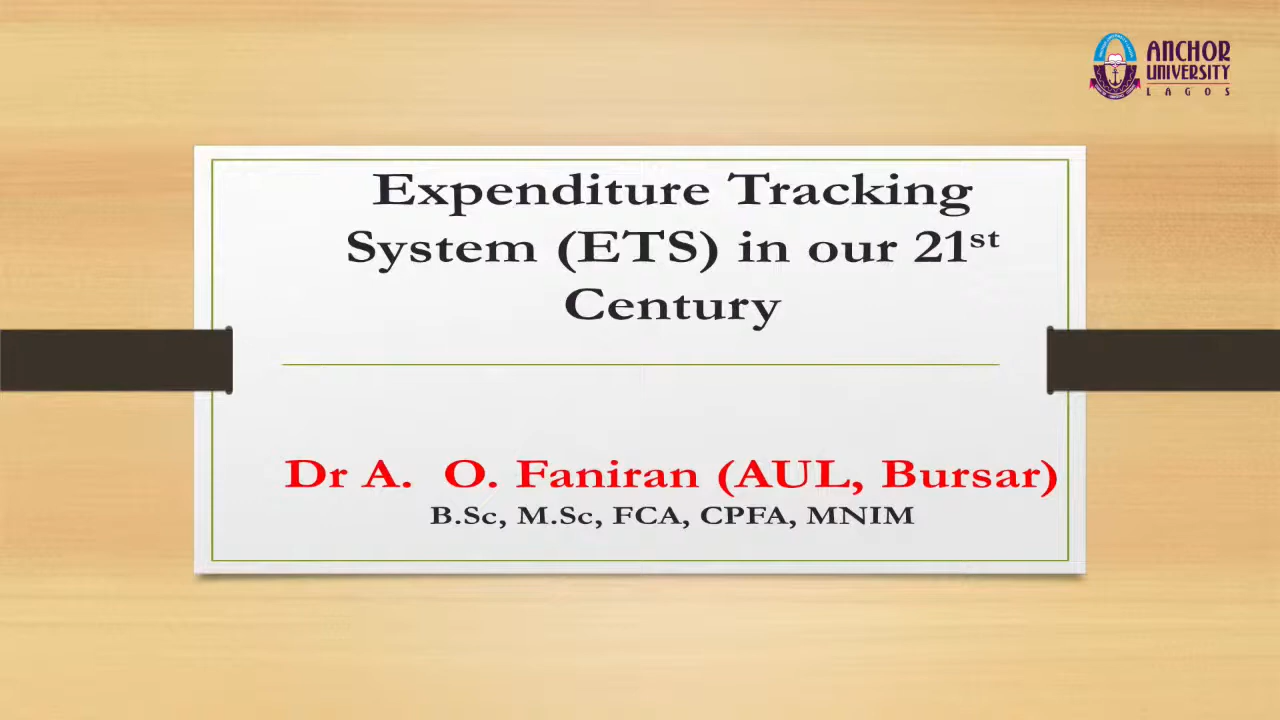 ANCHOR
UNIVERSITY
LAGOS
Expenditure Tracking
System (ETS) in our 21st
Century
Dr A. O. Faniran (AUL, Bursar)
B.Sc, M.Sc, FCA, CPFA, MNIM